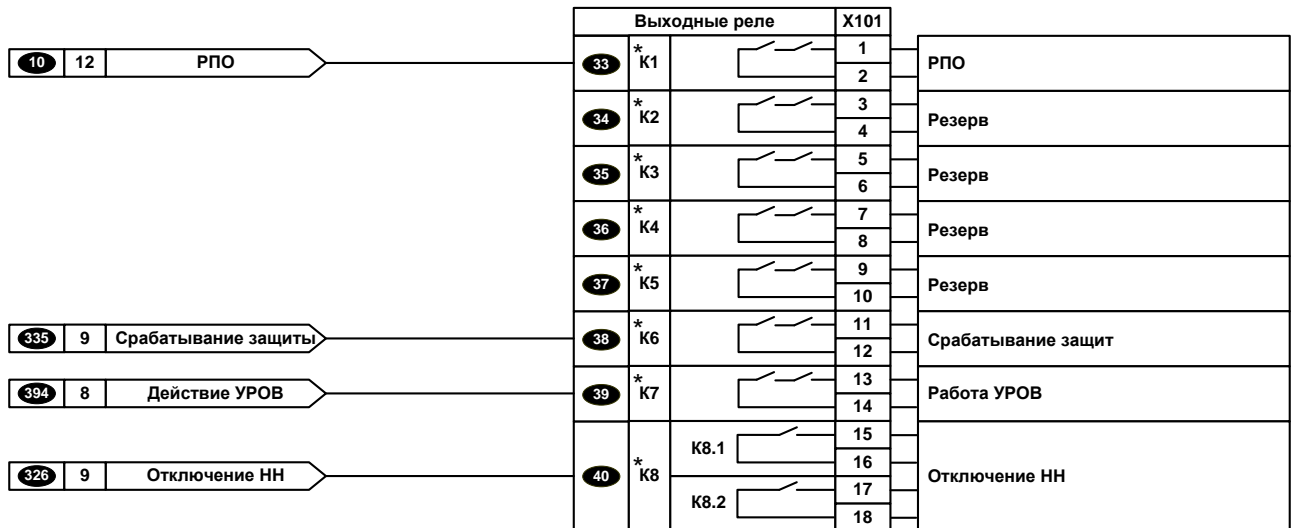 Выходные реле X101
10 12 РПО 33 *К1 1 РПО
2
34 *К2 3 Резерв
4
35 *К3 5 Резерв
6
36 *К4 7 Резерв
8
37 *К5 9 Резерв
10
335 9 Срабатывание защиты 38 *К6 11 Срабатывание защит
12
394 8 Действие УРОВ 39 *К7 13 Работа УРОВ
14
К8.1 15
16
326 9 Отключение НН 40 *К8 Отключение НН
К8.2 17
18